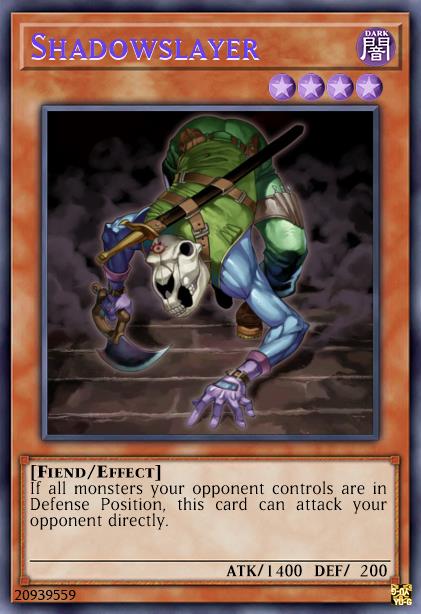 Shadowslayer
DARK
闇
[Fiend/Effect]
If all monsters your opponent controls are in
Defense Position, this card can attack your
opponent directly.
ATK/1400 DEF/ 200
20939559